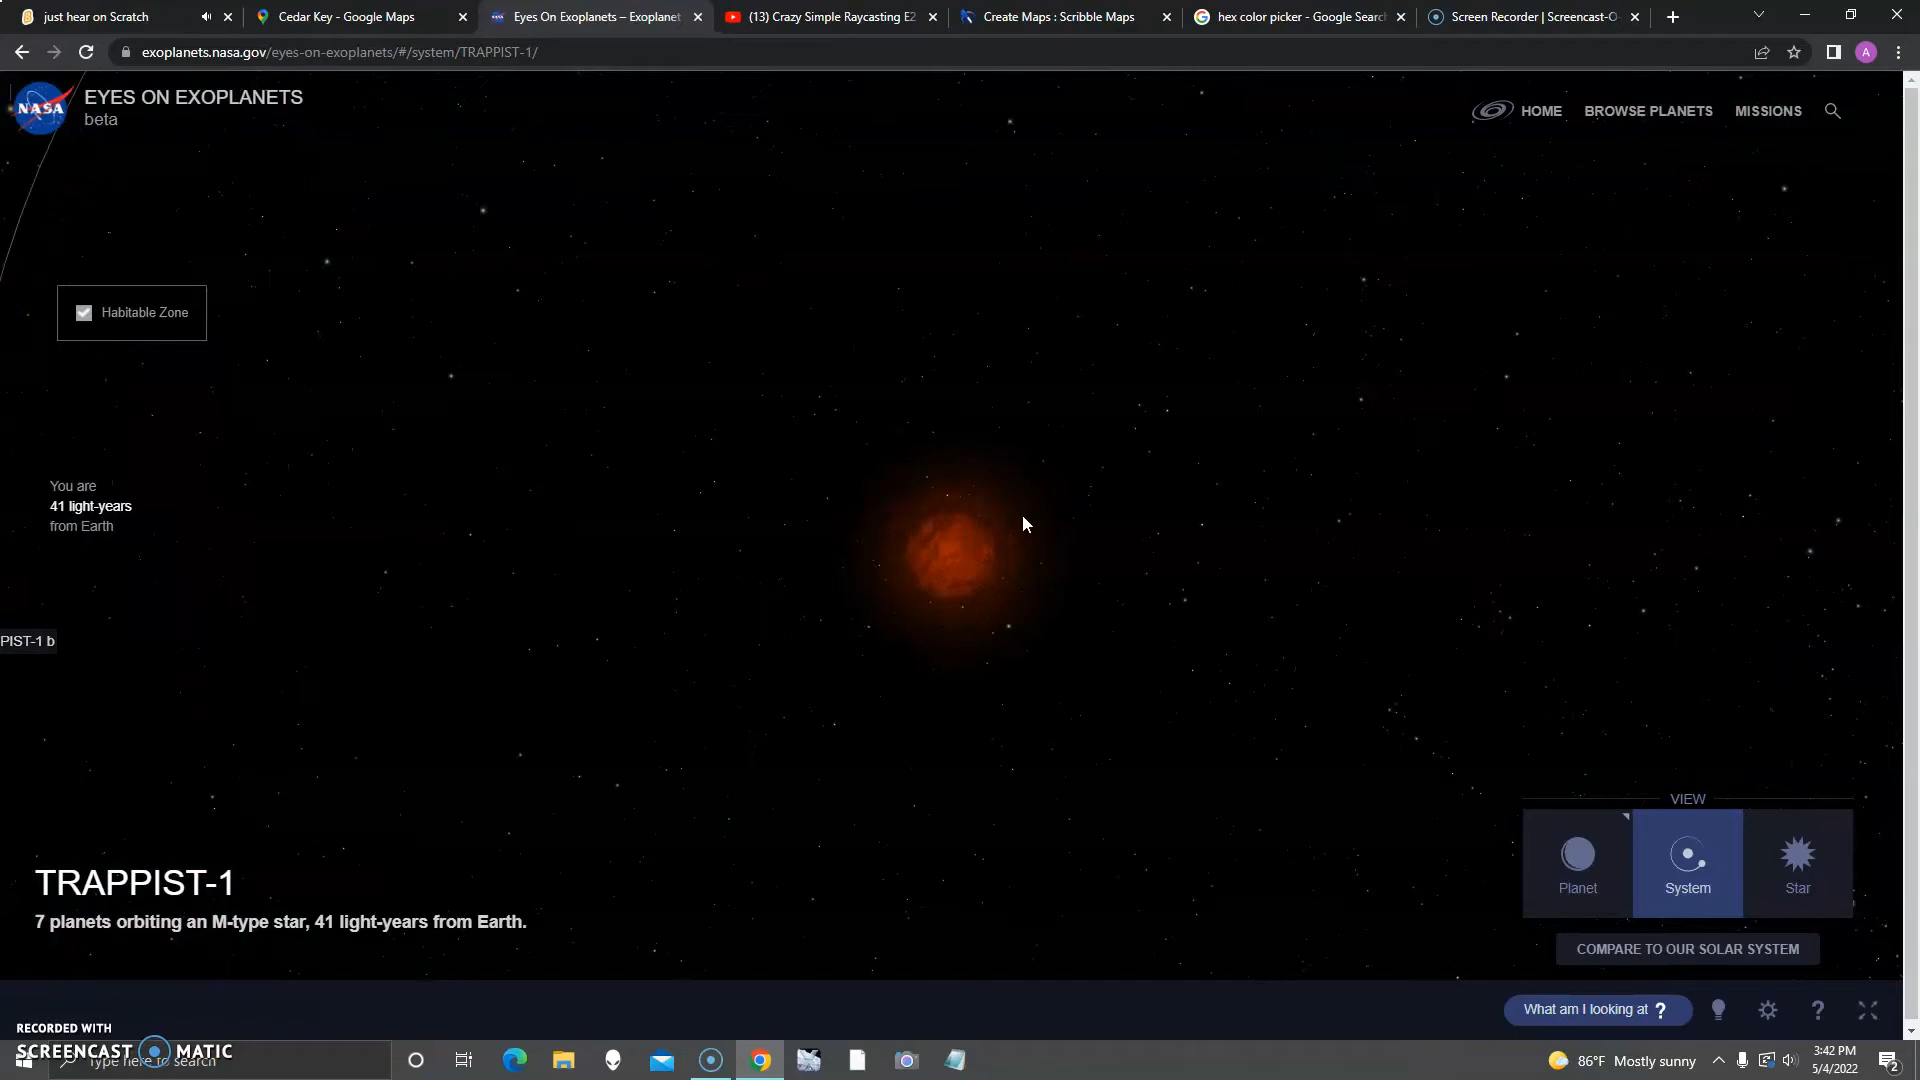 just hear on Scratch
Cedar Key - Google Maps
Eyes On Exoplanets – Exoplanet
(13) Crazy Simple Raycasting E2
Create Maps : Scribble Maps
hex color picker - Google Search
Screen Recorder | Screencast-O-
exoplanets.nasa.gov/eyes-on-exoplanets/#/system/TRAPPIST-1/
A
NASA
EYES ON EXOPLANETS
beta
HOME
BROWSE PLANETS
MISSIONS
Habitable Zone
You are
41 light-years
from Earth
PIST-1 b
TRAPPIST-1
7 planets orbiting an M-type star, 41 light-years from Earth.
VIEW
Planet
System
Star
COMPARE TO OUR SOLAR SYSTEM
What am I looking at ?
?
RECORDED WITH
SCREENCAST MATIC
Type here to search
86°F Mostly sunny
3:42 PM
5/4/2022
2